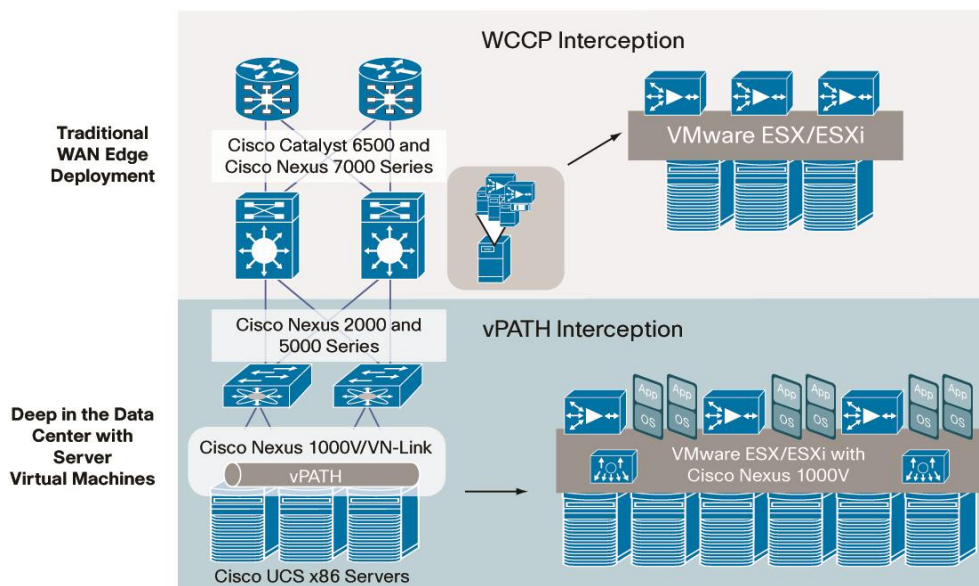 WCCP Interception
Traditional
WAN Edge
Deployment
Cisco Catalyst 6500 and
Cisco Nexus 7000 Series
VMware ESX/ESXi
vPATH Interception
Cisco Nexus 2000 and
5000 Series
Deep in the Data
Center with
Server
Virtual Machines
Cisco Nexus 1000V/VN-Link
vPATH
Cisco UCS x86 Servers
App
App
App
App
App
App
OS
OS
OS
OS
OS
OS
VMware ESX/ESXi with
Cisco Nexus 1000V